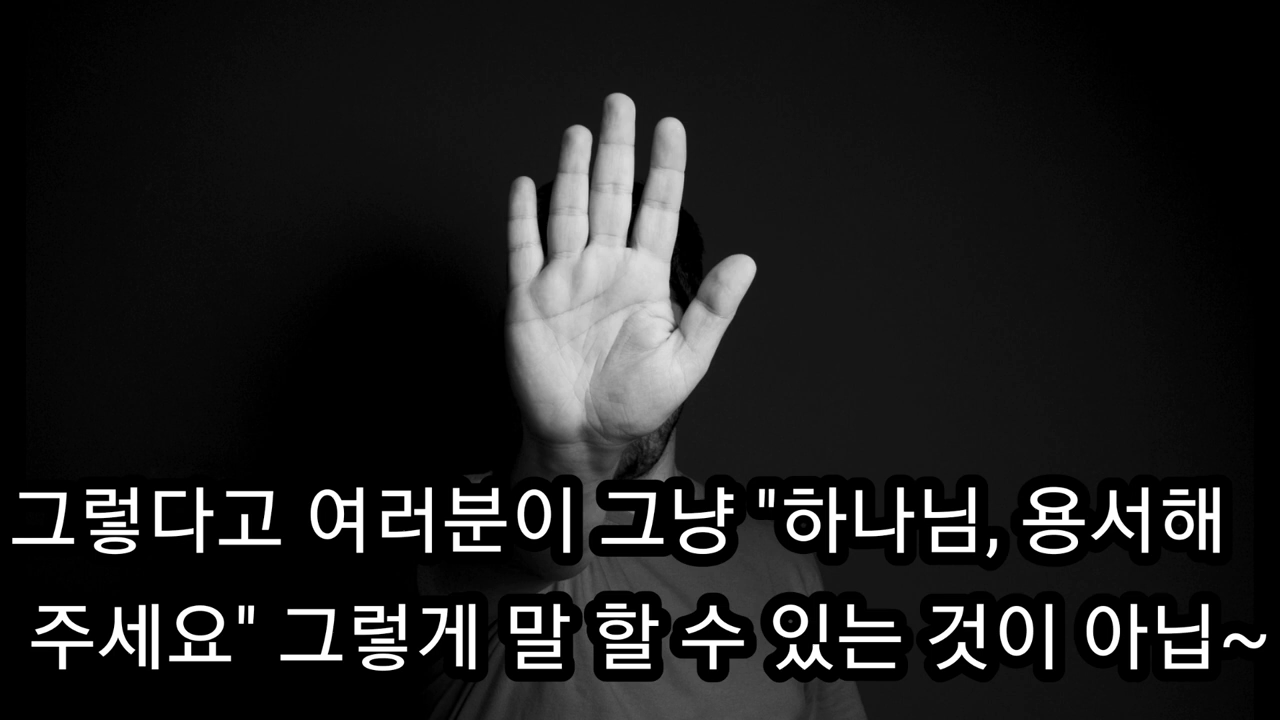 그렇다고 여러분이 그냥 "하나님, 용서해
주세요" 그렇게 말 할 수 있는 것이 아닙~